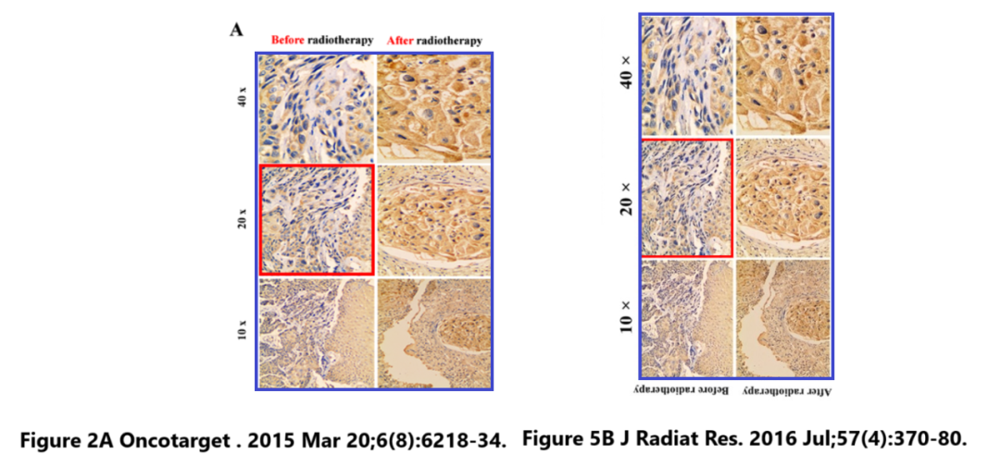 A
Before radiotherapy After radiotherapy
40 x
20 x
10 x
40 ×
20 ×
10 ×
Before radiotherapy After radiotherapy
Figure 2A Oncotarget . 2015 Mar 20;6(8):6218-34. Figure 5B J Radiat Res. 2016 Jul;57(4):370-80.